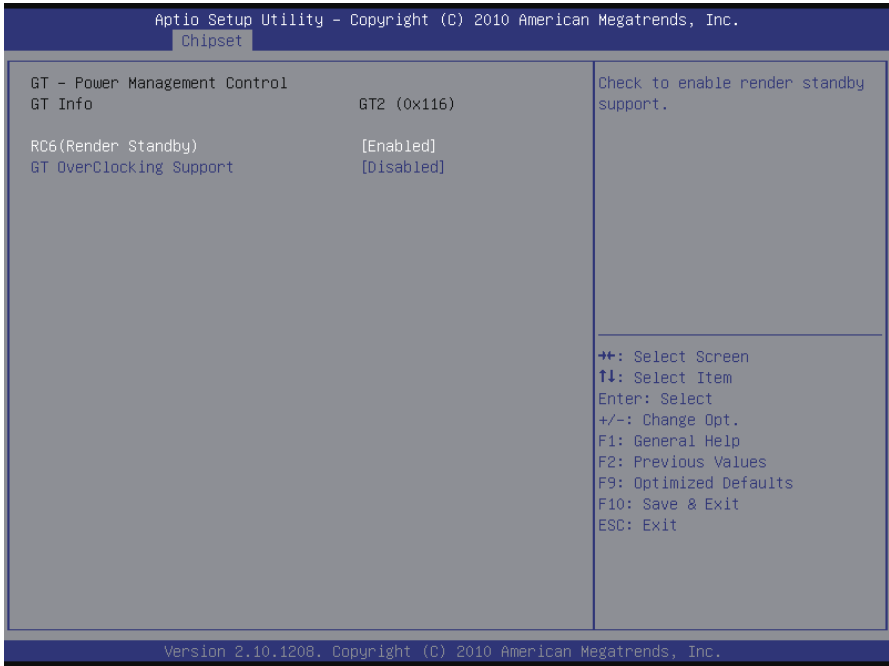 Aptio Setup Utility – Copyright (C) 2010 American Megatrends, Inc.
Chipset
GT – Power Management Control
GT Info GT2 (0x116)
RC6(Render Standby) [Enabled]
GT OverClocking Support [Disabled]
Check to enable render standby
support.
→←: Select Screen
↑↓: Select Item
Enter: Select
+/-: Change Opt.
F1: General Help
F2: Previous Values
F9: Optimized Defaults
F10: Save & Exit
ESC: Exit
Version 2.10.1208. Copyright (C) 2010 American Megatrends, Inc.